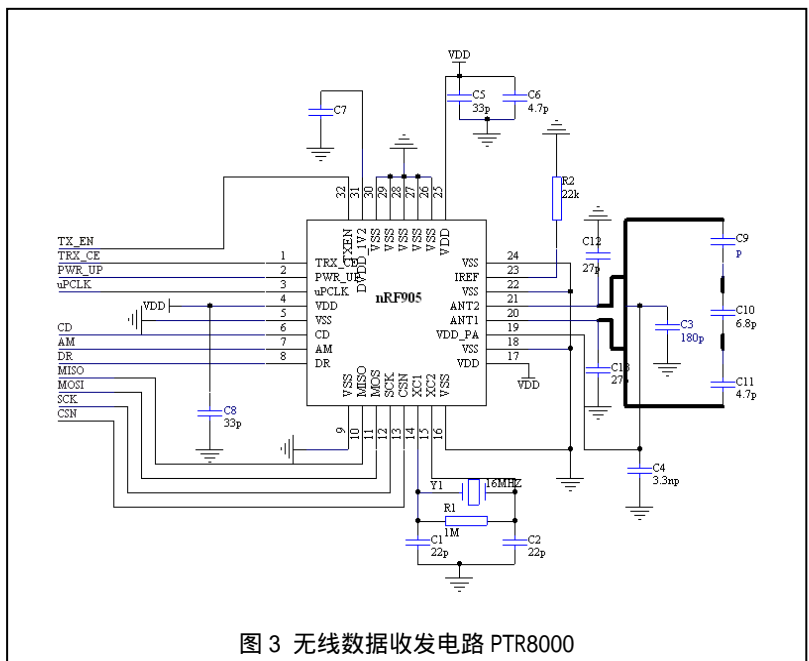 VDD
C7
C5
33p
C6
4.7p
R2
22k
32
31
30
29
28
27
26
25
TXEN
DVDD_1V2
VSS
VSS
VSS
VSS
VSS
VDD
TX_EN
TRX_CE
PWR_UP
uPCLK
VDD
CD
AM
DR
MISO
MOSI
SCK
CSN
1
2
3
4
5
6
7
8
TRX_CE
PWR_UP
uPCLK
VDD
VSS
CD
AM
DR
nRF905
VSS
IREF
VSS
ANT2
ANT1
VDD_PA
VSS
VDD
24
23
22
21
20
19
18
17
VDD
C12
27p
C9
p
C10
6.8p
C3
180p
C13
27
C11
4.7p
C4
3.3np
C8
33p
VSS
MISO
MOS
SCK
CSN
XC1
XC2
VSS
9
10
11
12
13
14
15
16
Y1
16MHZ
R1
1M
C1
22p
C2
22p
图 3 无线数据收发电路 PTR8000